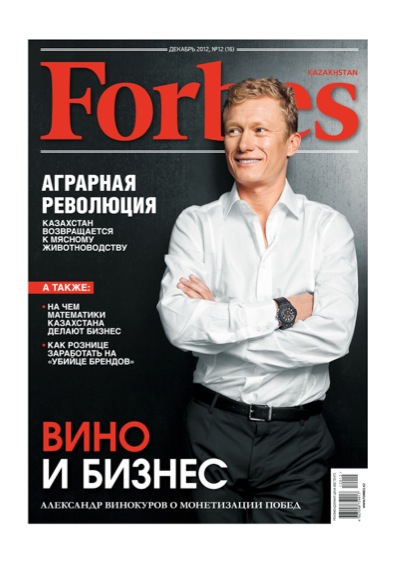 ДЕКАБРЬ 2012, №12 (16)
KAZAKHSTAN
Forbes
АГРАРНАЯ
РЕВОЛЮЦИЯ
КАЗАХСТАН
ВОЗВРАЩАЕТСЯ
К МЯСНОМУ
ЖИВОТНОВОДСТВУ
А ТАКЖЕ:
• НА ЧЕМ
МАТЕМАТИКИ
КАЗАХСТАНА
ДЕЛАЮТ БИЗНЕС
• КАК РОЗНИЦЕ
ЗАРАБОТАТЬ НА
«УБИЙЦЕ БРЕНДОВ»
ВИНО
И БИЗНЕС
АЛЕКСАНДР ВИНОКУРОВ О МОНЕТИЗАЦИИ ПОБЕД